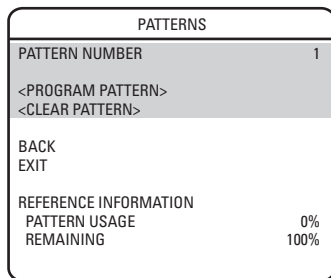 PATTERNS
PATTERN NUMBER 1
<PROGRAM PATTERN>
<CLEAR PATTERN>
BACK
EXIT
REFERENCE INFORMATION
PATTERN USAGE 0%
REMAINING 100%